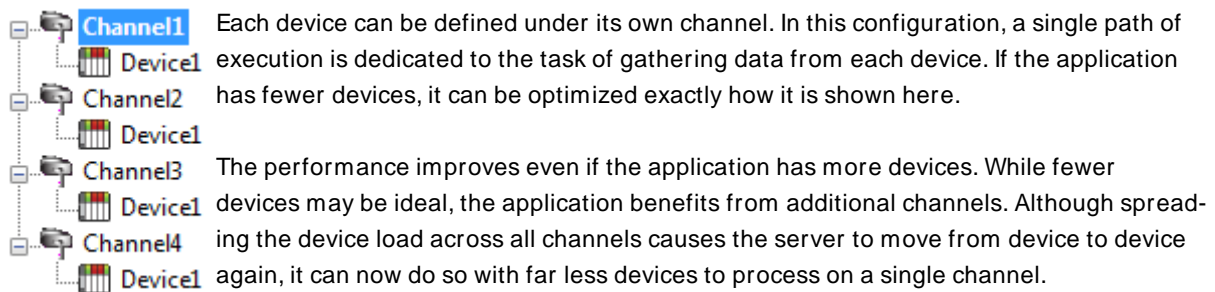 Channel1
Device1
Channel2
Device1
Channel3
Device1
Channel4
Device1
Each device can be defined under its own channel. In this configuration, a single path of
execution is dedicated to the task of gathering data from each device. If the application
has fewer devices, it can be optimized exactly how it is shown here.
The performance improves even if the application has more devices. While fewer
devices may be ideal, the application benefits from additional channels. Although spread-
ing the device load across all channels causes the server to move from device to device
again, it can now do so with far less devices to process on a single channel.